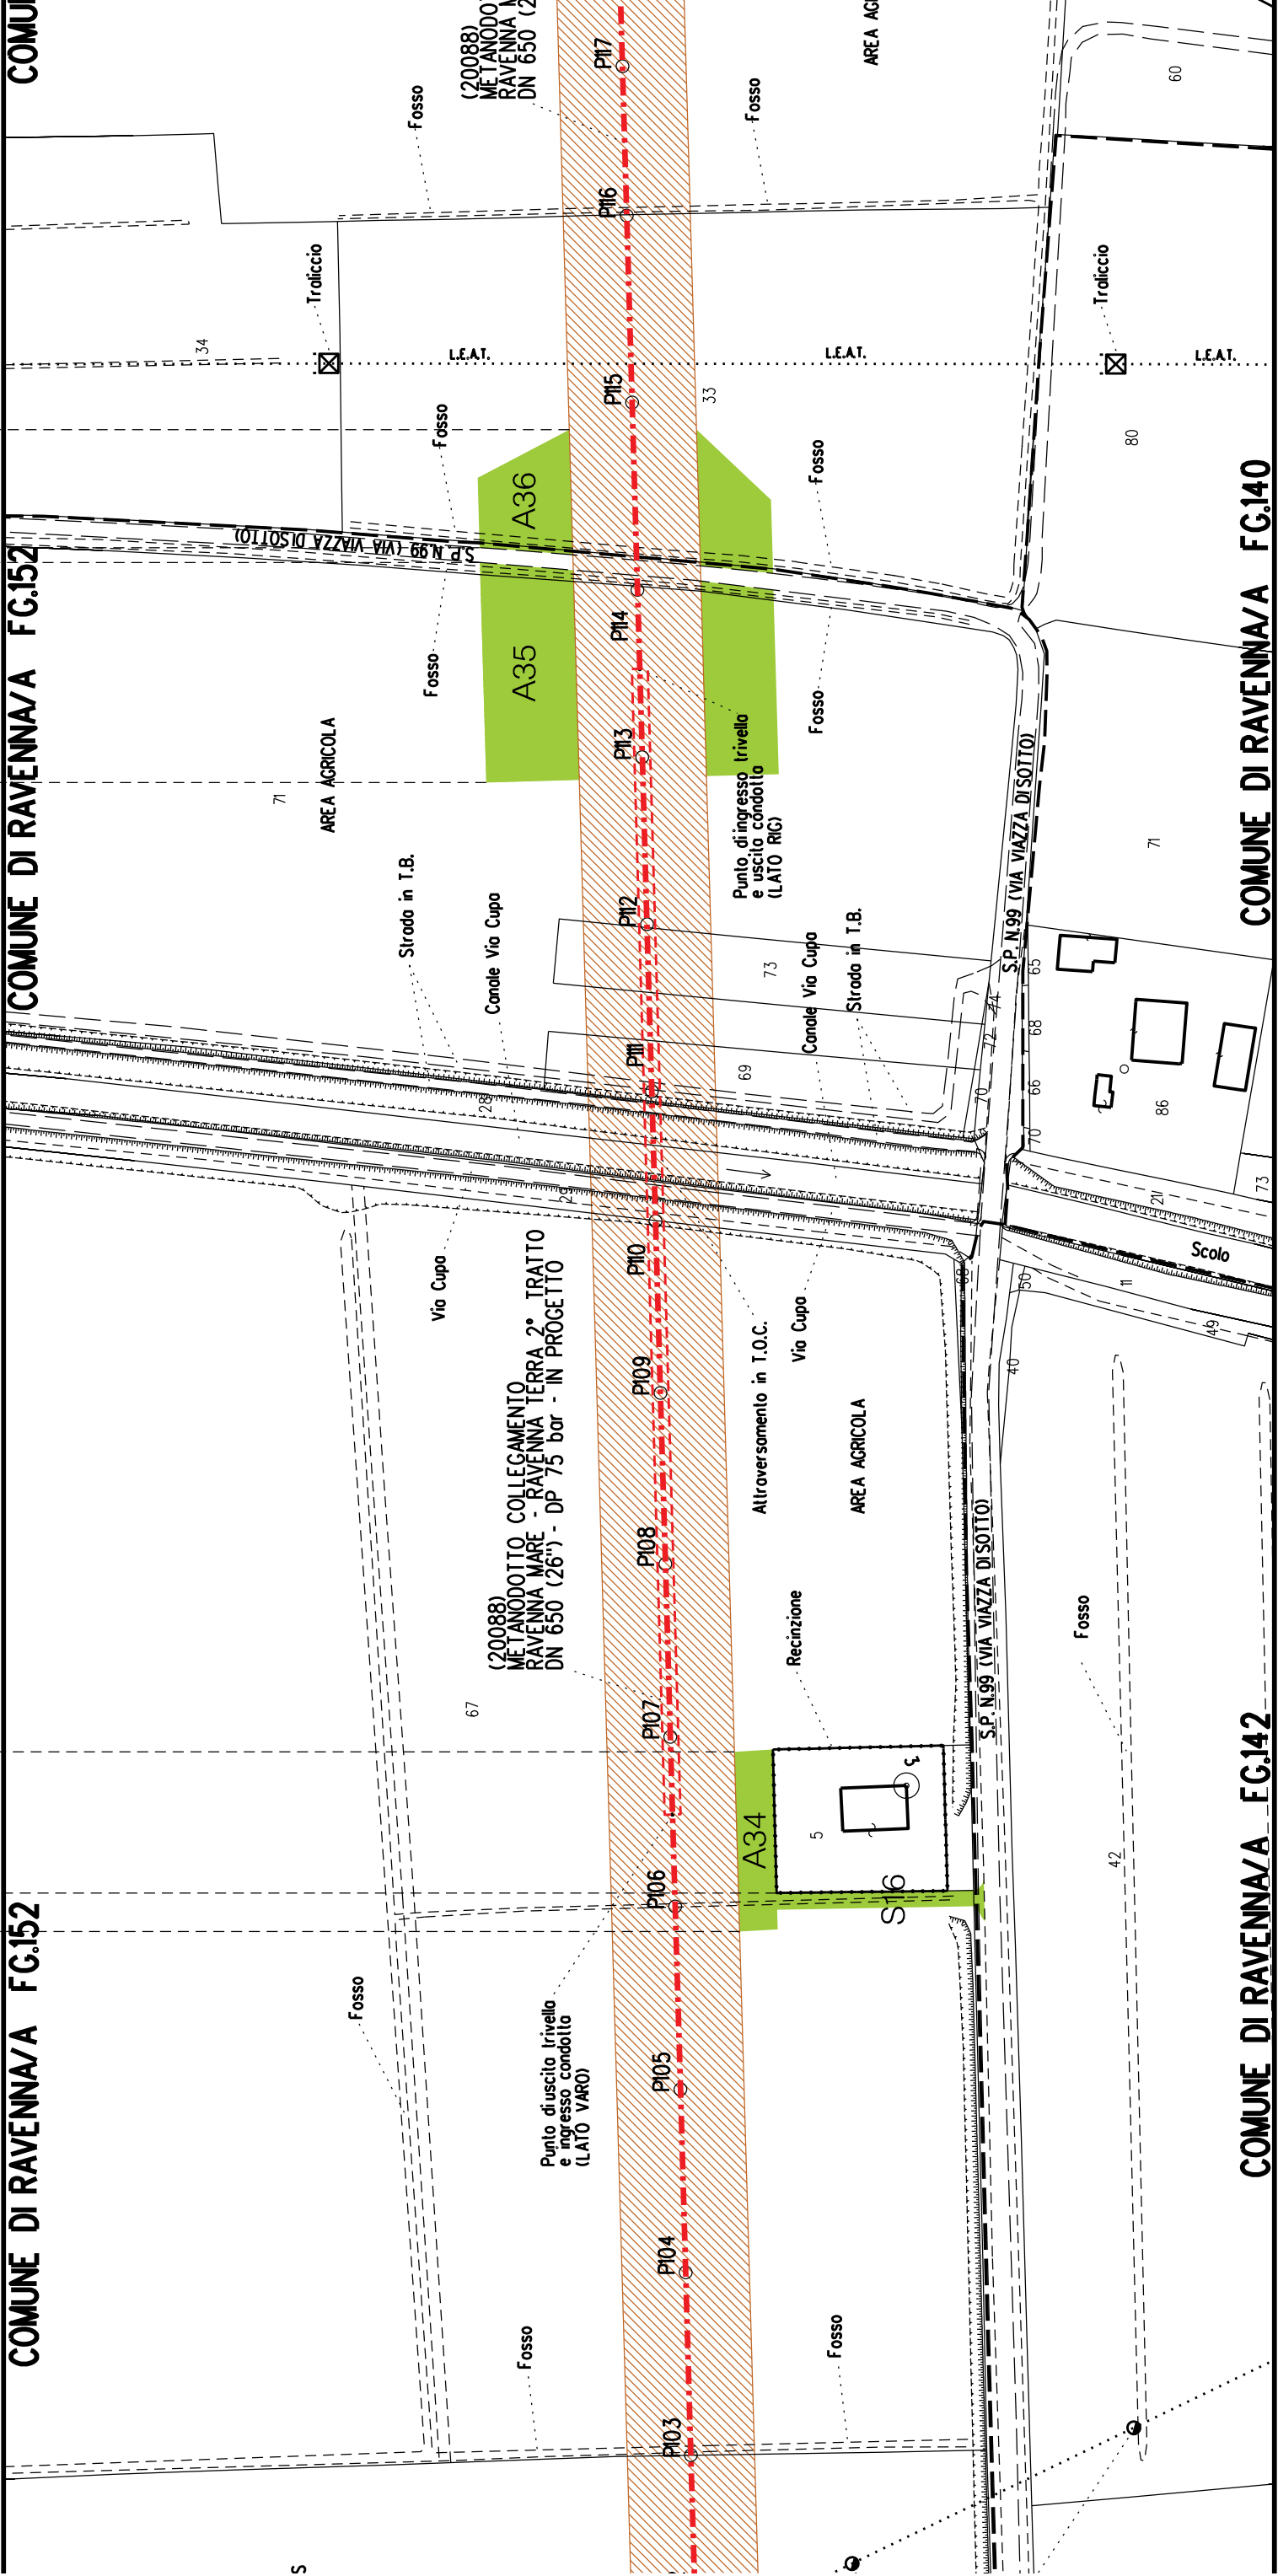 COMUNE DI RAVENNA/A FG.152
COMUNE DI RAVENNA/A FG.152
S
Fosso
Fosso
34
Traliccio
71
AREA AGRICOLA
Fosso
Fosso
Fosso
S.P. N.99 (VIA VIAZZA DI SOTTO)
Strada in T.B.
Canale Via Cupa
Via Cupa
67
28
29
L.E.A.T.
A36
A35
(20088)
METANODOTTO COLLEGAMENTO
RAVENNA MARE - RAVENNA TERRA 2° TRATTO
DN 650 (26") - DP 75 bar - IN PROGETTO
(20088)
Fosso
Punto di uscita trivella
e ingresso condotta
(LATO VARO)
P103
P104
P105
P106
P107
P108
P109
P110
P111
P112
P113
P114
P115
P116
P117
33
Punto di ingresso trivella
e uscita condotta
(LATO RIG)
69
73
A34
Fosso
Attraversamento in T.O.C.
Recinzione
Via Cupa
Canale Via Cupa
Strada in T.B.
AREA AGRICOLA
5
S16
Fosso
Fosso
L.E.A.T.
Fosso
S.P. N.99 (VIA VIAZZA DI SOTTO)
S.P. N.99 (VIA VIAZZA DI SOTTO)
68
70
72
74
40
50
70
66
68
65
Fosso
42
11
49
21
Scolo
86
73
71
80
Traliccio
L.E.A.T.
60
COMUNE DI RAVENNA/A FG.142
COMUNE DI RAVENNA/A FG.140